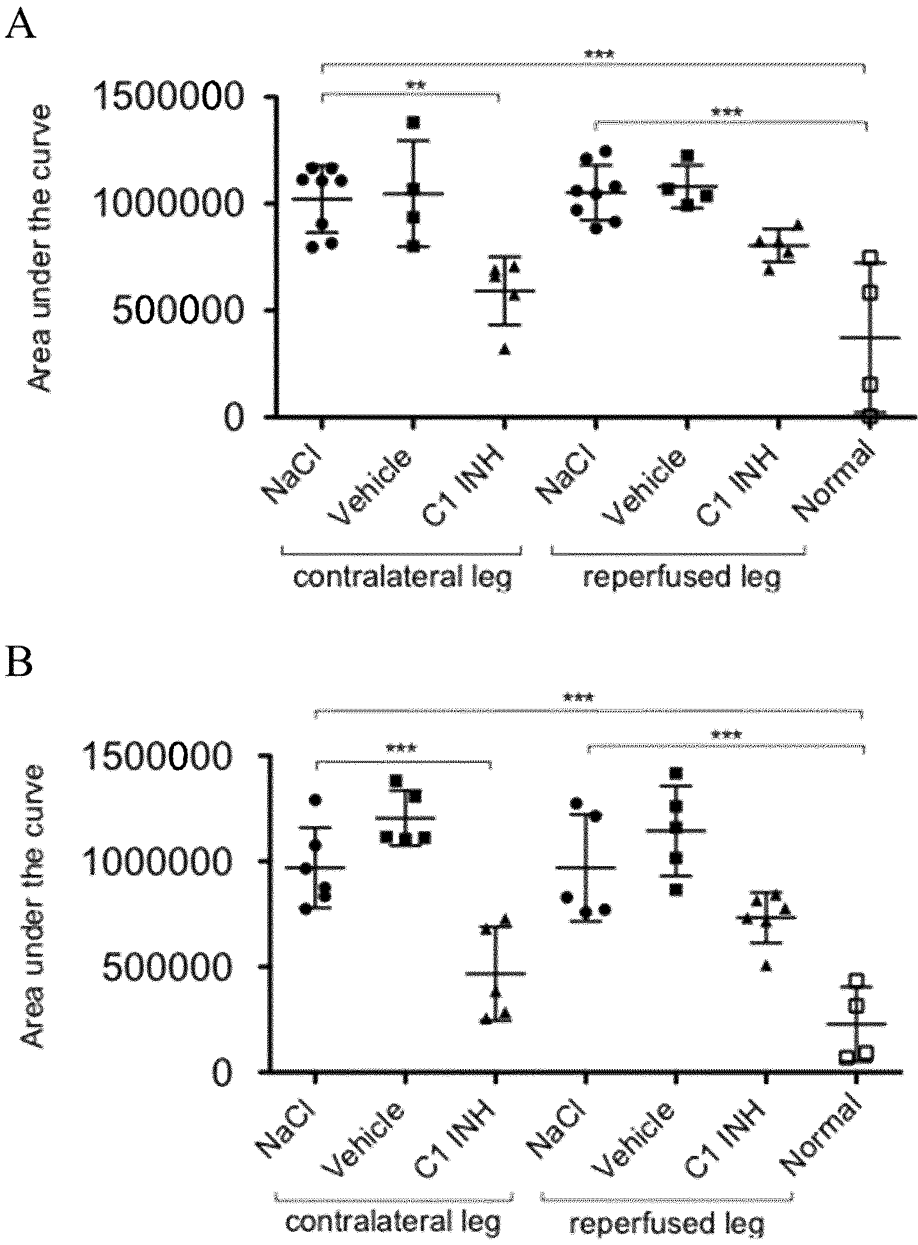 A
***
**
***
1500000
1000000
500000
0
Area under the curve
NaCl
Vehicle
C1 INH
NaCl
Vehicle
C1 INH
Normal
contralateral leg
reperfused leg
B
***
***
***
1500000
1000000
500000
0
Area under the curve
NaCl
Vehicle
C1 INH
NaCl
Vehicle
C1 INH
Normal
contralateral leg
reperfused leg